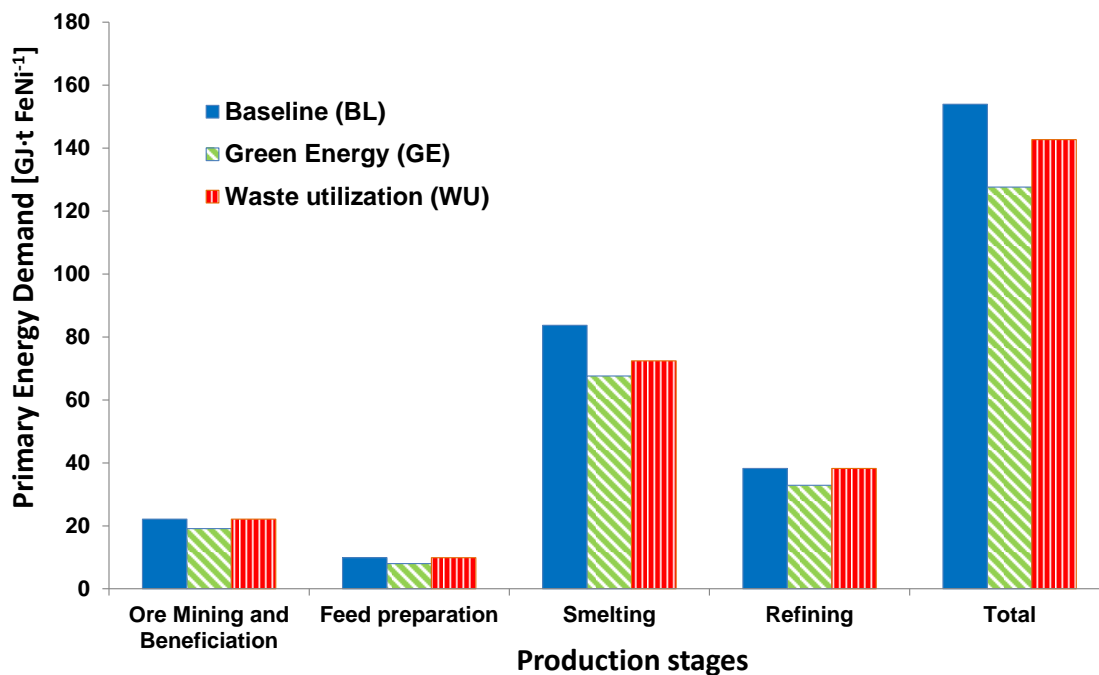 Primary Energy Demand [GJ·t FeNi⁻¹]
180
160
140
120
100
80
60
40
20
0
Baseline (BL)
Green Energy (GE)
Waste utilization (WU)
Ore Mining and
Beneficiation
Feed preparation
Smelting
Refining
Total
Production stages